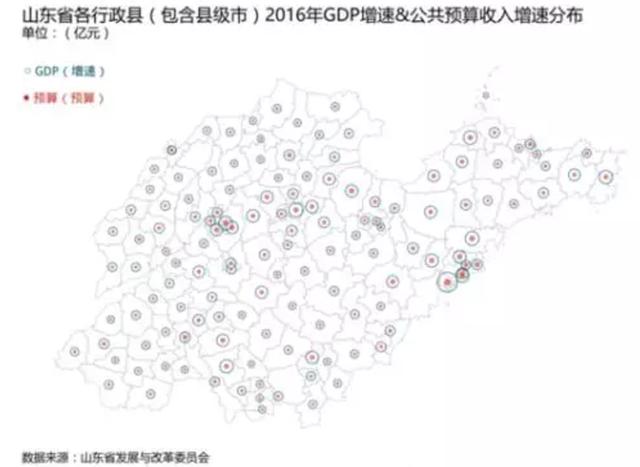 山东省各行政县（包含县级市）2016年GDP增速&公共预算收入增速分布
单位：（亿元）
GDP（增速）
预算（预算）
数据来源：山东省发展与改革委员会